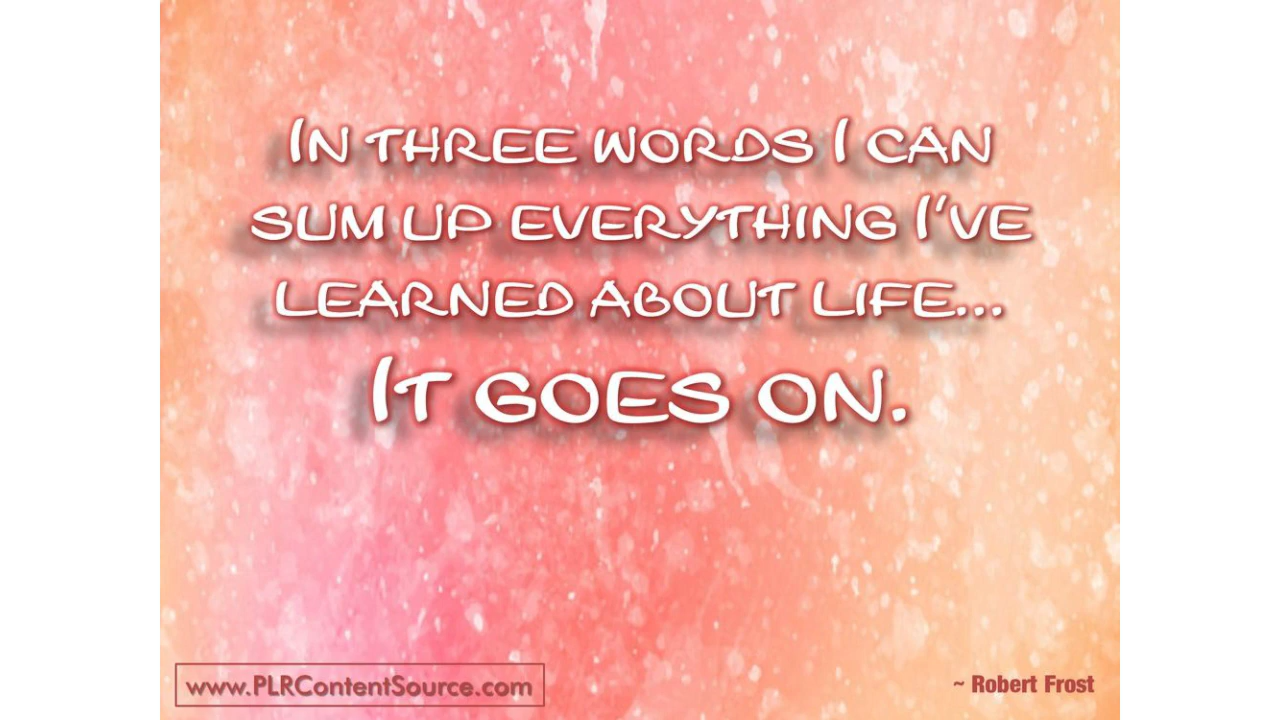 In three words I can
sum up everything I've
learned about life...
It goes on.
www.PLRContentSource.com
~ Robert Frost